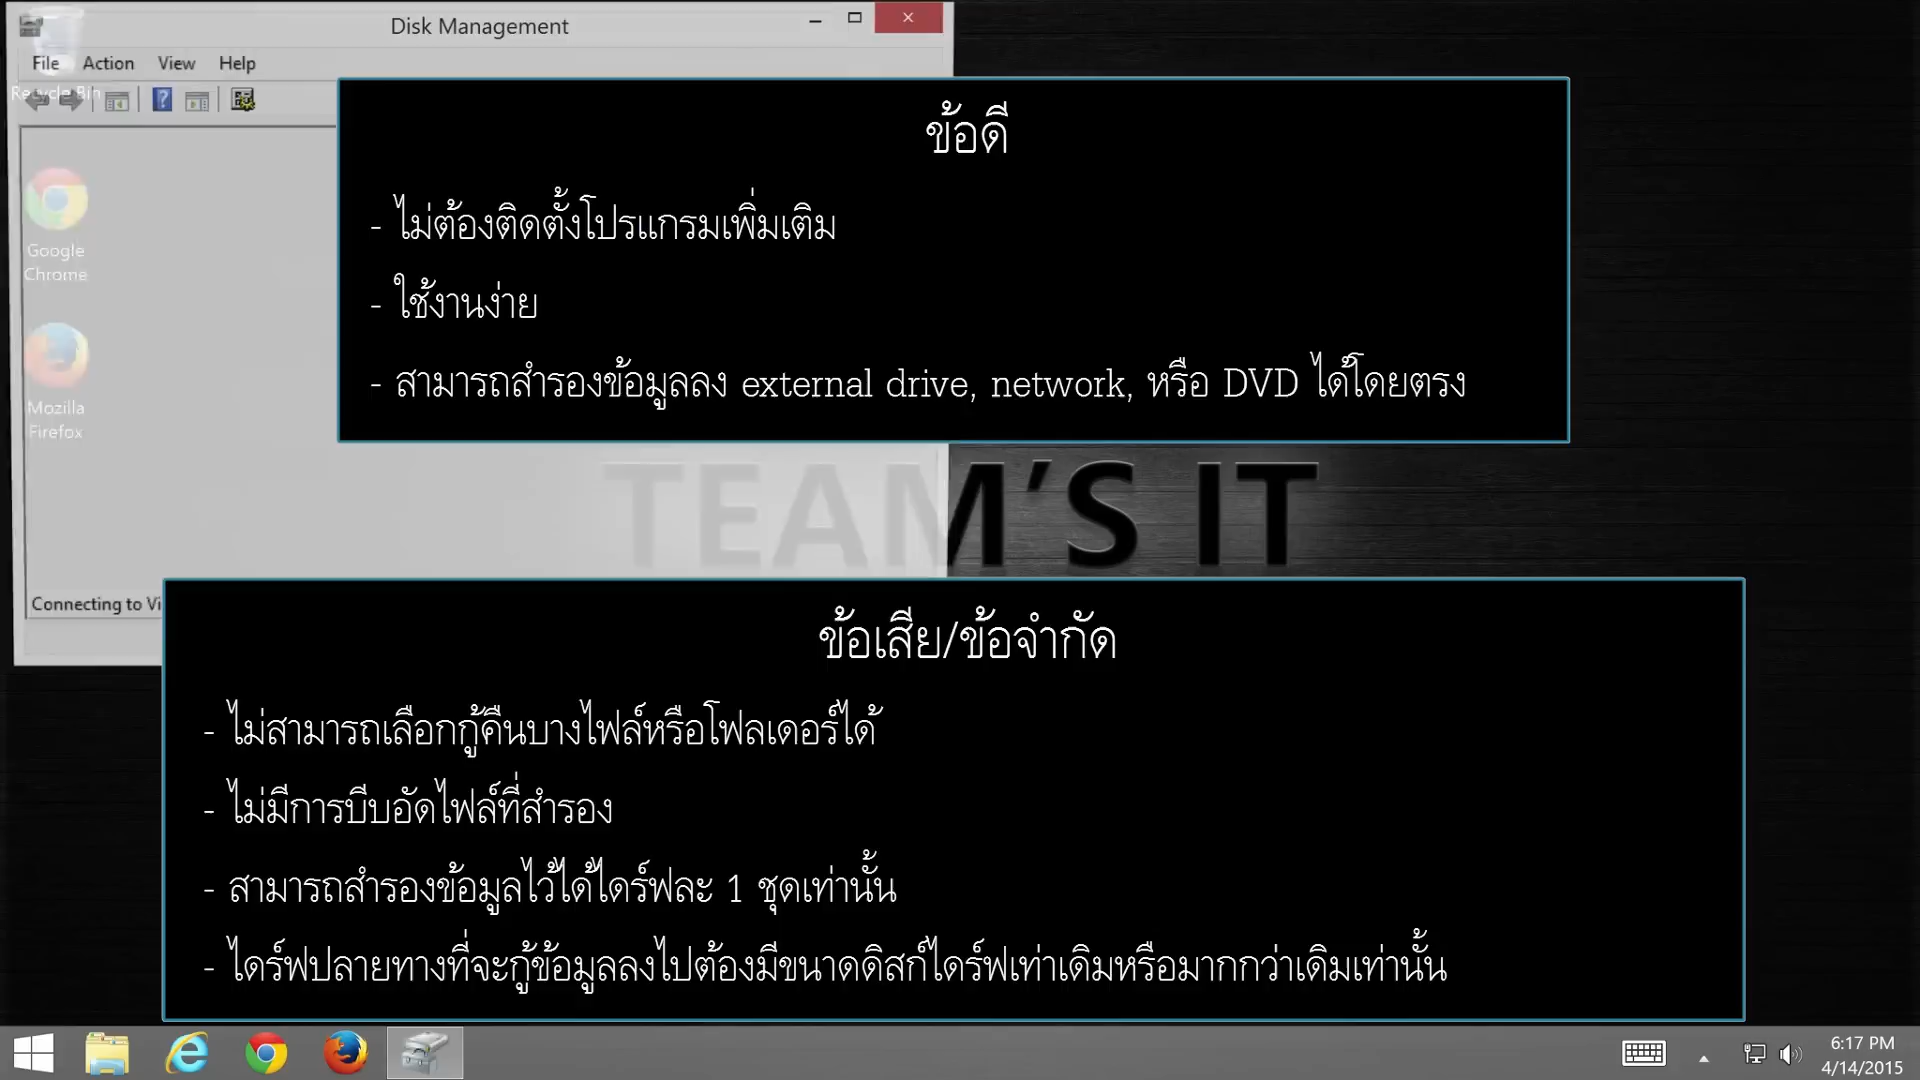 Disk Management
File Action View Help
Recycle Bin
Google
Chrome
Mozilla
Firefox
ข้อดี
- ไม่ต้องติดตั้งโปรแกรมเพิ่มเติม
- ใช้งานง่าย
- สามารถสำรองข้อมูลลง external drive, network, หรือ DVD ได้โดยตรง
TEAM'S IT
Connecting to Vi
ข้อเสีย/ข้อจำกัด
- ไม่สามารถเลือกกู้คืนบางไฟล์หรือโฟลเดอร์ได้
- ไม่มีการบีบอัดไฟล์ที่สำรอง
- สามารถสำรองข้อมูลไว้ได้ไดร์ฟละ 1 ชุดเท่านั้น
- ไดร์ฟปลายทางที่จะกู้ข้อมูลลงไปต้องมีขนาดดิสก์ไดร์ฟเท่าเดิมหรือมากกว่าเดิมเท่านั้น
6:17 PM
4/14/2015